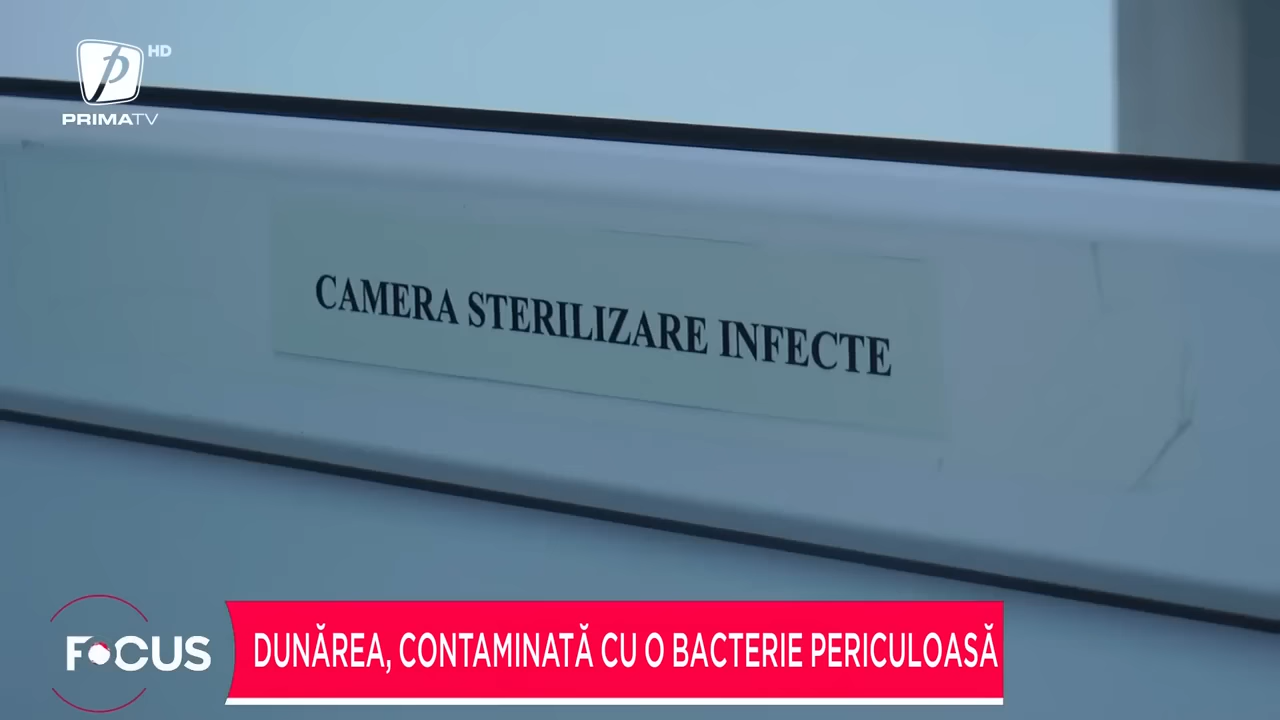 HD
PRIMATV
CAMERA STERILIZARE INFECTE
FOCUS
DUNĂREA, CONTAMINATĂ CU O BACTERIE PERICULOASĂ